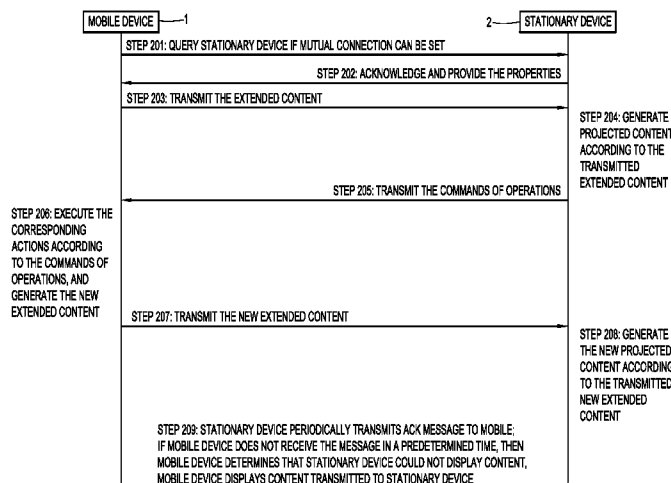 MOBILE DEVICE
1
2
STATIONARY DEVICE
STEP 201: QUERY STATIONARY DEVICE IF MUTUAL CONNECTION CAN BE SET
STEP 202: ACKNOWLEDGE AND PROVIDE THE PROPERTIES
STEP 203: TRANSMIT THE EXTENDED CONTENT
STEP 204: GENERATE
PROJECTED CONTENT
ACCORDING TO THE
TRANSMITTED
EXTENDED CONTENT
STEP 205: TRANSMIT THE COMMANDS OF OPERATIONS
STEP 206: EXECUTE THE
CORRESPONDING
ACTIONS ACCORDING
TO THE COMMANDS OF
OPERATIONS, AND
GENERATE THE NEW
EXTENDED CONTENT
STEP 207: TRANSMIT THE NEW EXTENDED CONTENT
STEP 208: GENERATE
THE NEW PROJECTED
CONTENT ACCORDING
TO THE TRANSMITTED
NEW EXTENDED
CONTENT
STEP 209: STATIONARY DEVICE PERIODICALLY TRANSMITS ACK MESSAGE TO MOBILE;
IF MOBILE DEVICE DOES NOT RECEIVE THE MESSAGE IN A PREDETERMINED TIME, THEN
MOBILE DEVICE DETERMINES THAT STATIONARY DEVICE COULD NOT DISPLAY CONTENT,
MOBILE DEVICE DISPLAYS CONTENT TRANSMITTED TO STATIONARY DEVICE